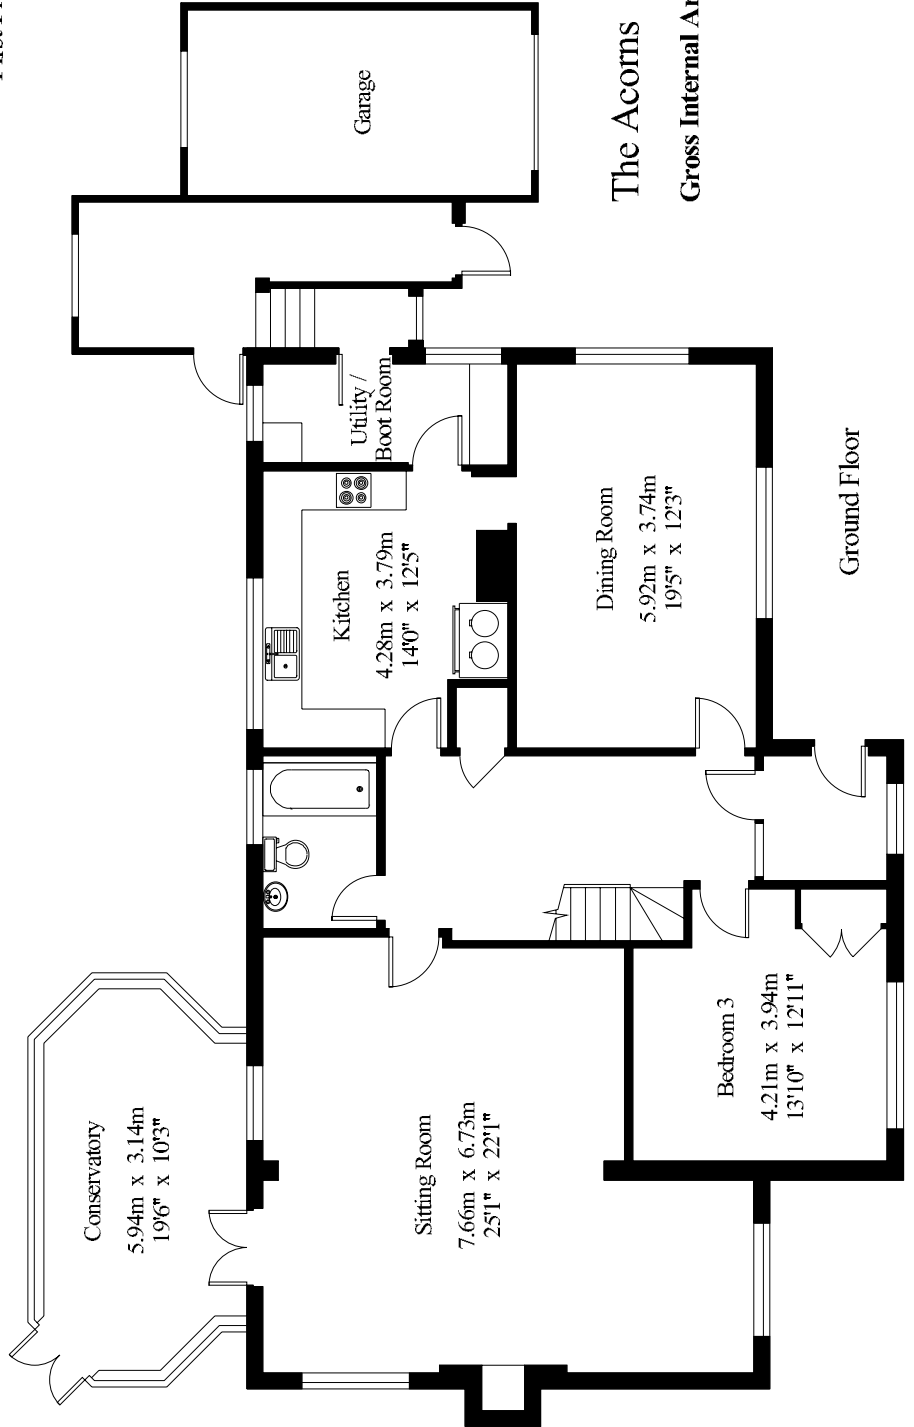 Garage
The Acorns
Gross Internal Ar
Utility /
Boot Room
Kitchen
4.28m x 3.79m
14'0" x 12'5"
Dining Room
5.92m x 3.74m
19'5" x 12'3"
Ground Floor
Conservatory
5.94m x 3.14m
19'6" x 10'3"
Sitting Room
7.66m x 6.73m
25'1" x 22'1"
Bedroom 3
4.21m x 3.94m
13'10" x 12'11"